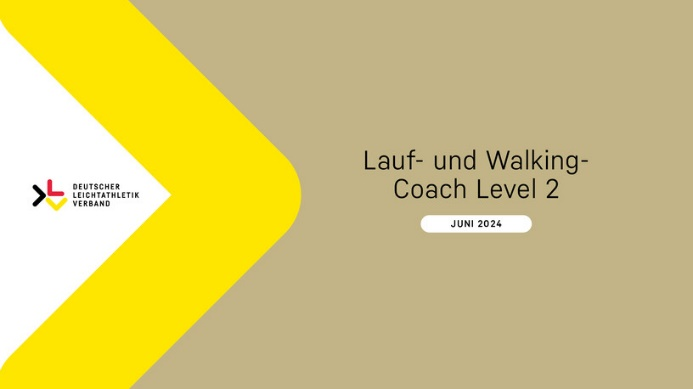 DEUTSCHER
LEICHTATHLETIK
VERBAND
Lauf- und Walking-
Coach Level 2
JUNI 2024